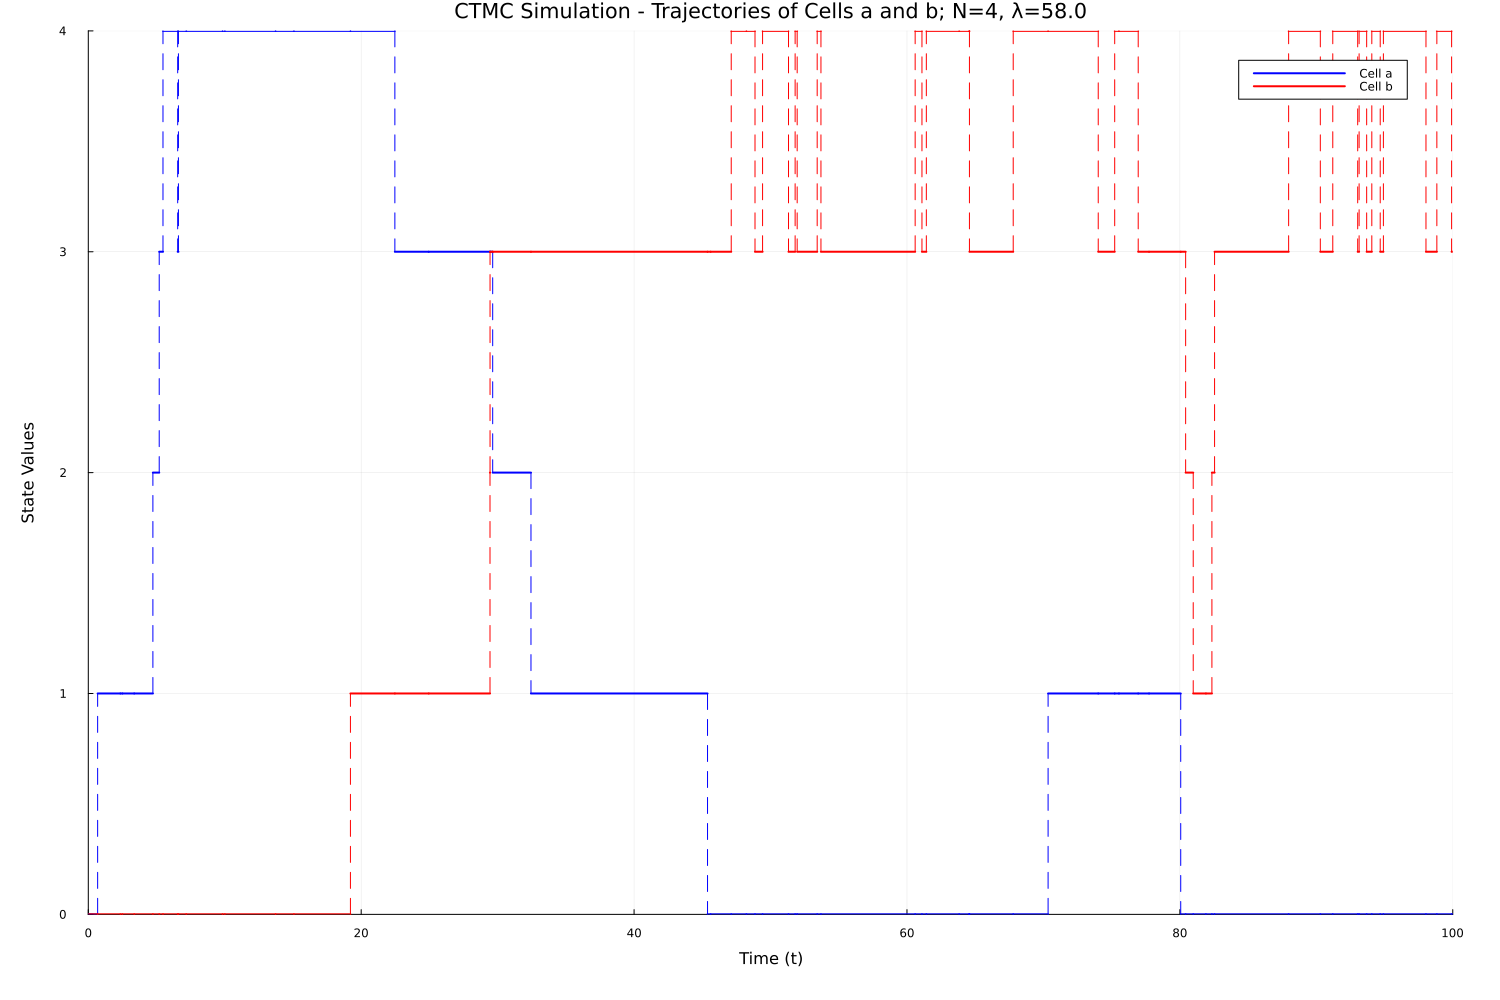 CTMC Simulation - Trajectories of Cells a and b; N=4, λ=58.0
4
Cell a
Cell b
3
State Values
2
1
0
0 20 40 60 80 100
Time (t)